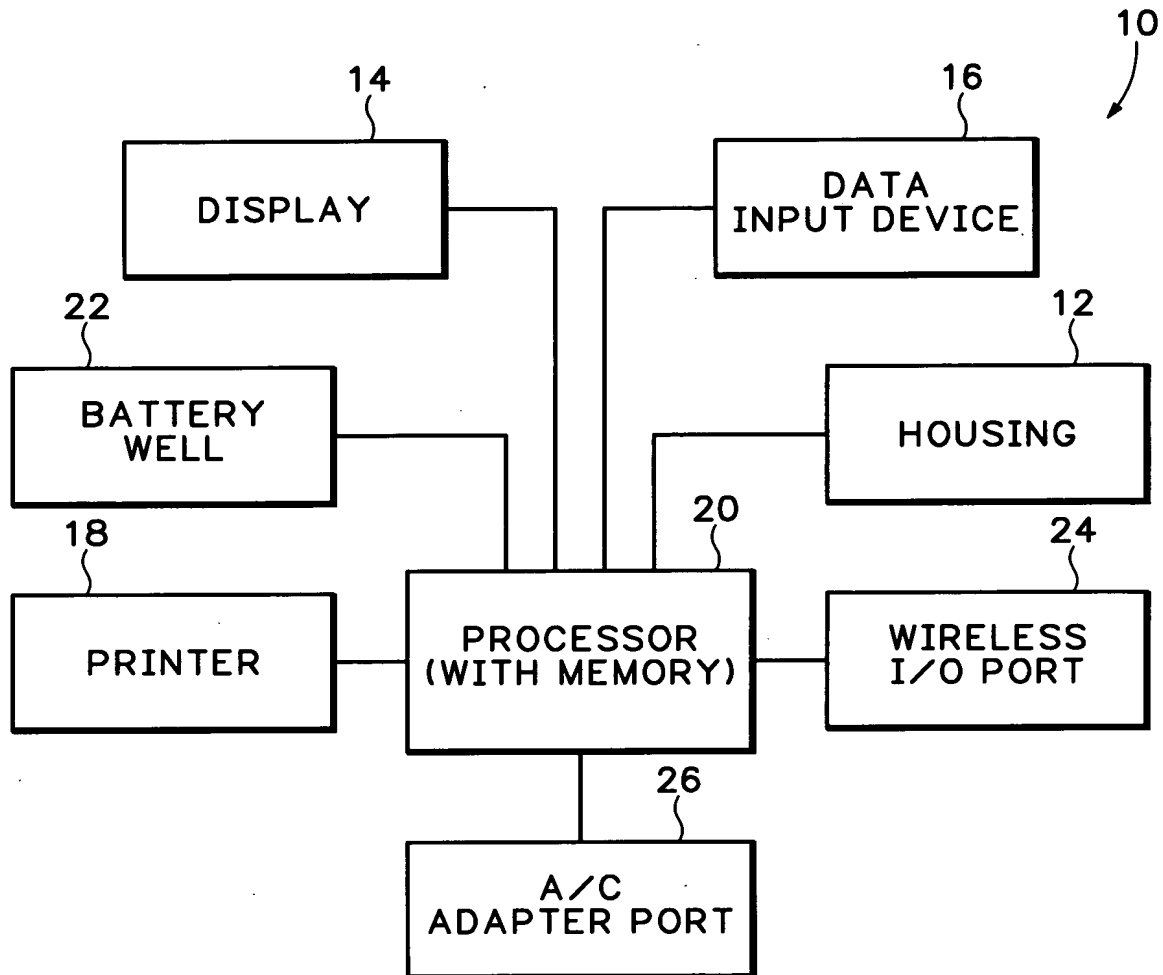 10
14
16
DISPLAY
DATA
INPUT DEVICE
22
12
BATTERY
WELL
HOUSING
18
20
24
PRINTER
PROCESSOR
(WITH MEMORY)
WIRELESS
I/O PORT
26
A/C
ADAPTER PORT